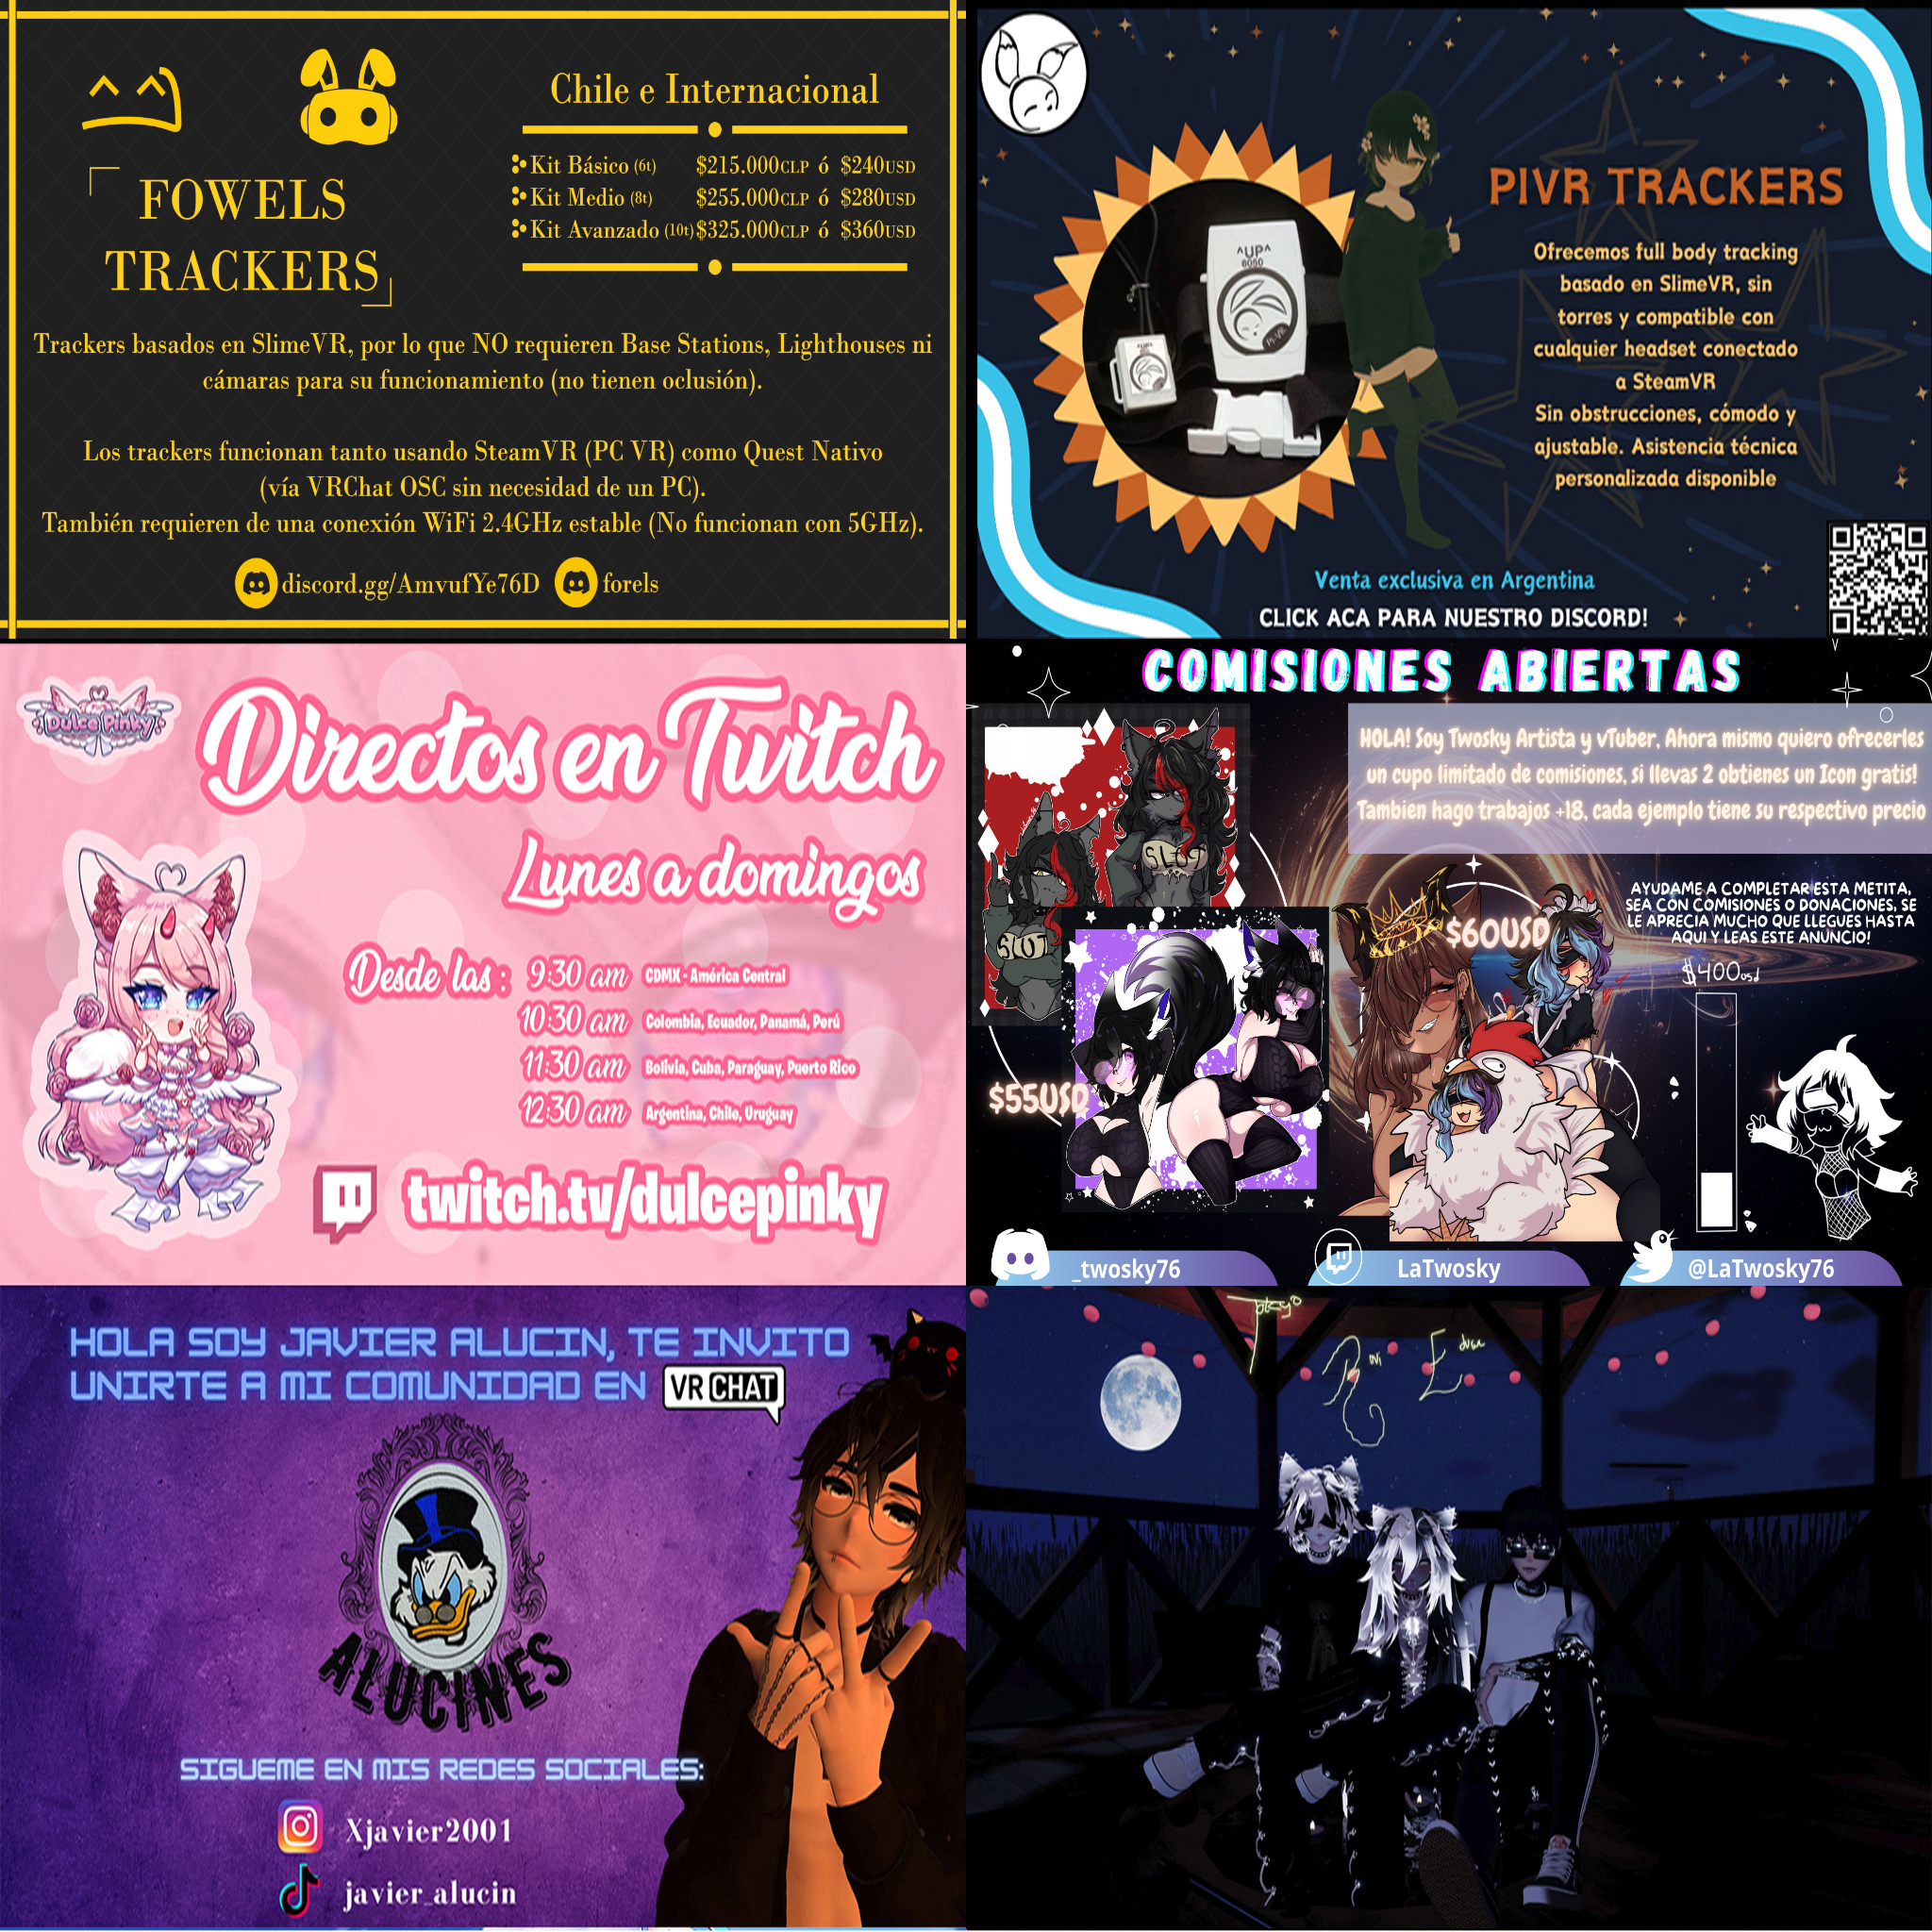 FOWELS
TRACKERS
Chile e Internacional
Kit Básico (6t) $215.000CLP ó $240USD
Kit Medio (8t) $255.000CLP ó $280USD
Kit Avanzado (10t) $325.000CLP ó $360USD
Trackers basados en SlimeVR, por lo que NO requieren Base Stations, Lighthouses ni
cámaras para su funcionamiento (no tienen oclusión).
Los trackers funcionan tanto usando SteamVR (PC VR) como Quest Nativo
(vía VRChat OSC sin necesidad de un PC).
También requieren de una conexión WiFi 2.4GHz estable (No funcionan con 5GHz).
discord.gg/AmvufYe76D forels
^UP^
6050
PI-VR
PIVR TRACKERS
Ofrecemos full body tracking
basado en SlimeVR, sin
torres y compatible con
cualquier headset conectado
a SteamVR
Sin obstrucciones, cómodo y
ajustable. Asistencia técnica
personalizada disponible
Venta exclusiva en Argentina
CLICK ACA PARA NUESTRO DISCORD!
Dulce Pinky
Directos en Twitch
Lunes a domingos
Desde las: 9:30 am CDMX - América Central
10:30 am Colombia, Ecuador, Panamá, Perú
11:30 am Bolivia, Cuba, Paraguay, Puerto Rico
12:30 am Argentina, Chile, Uruguay
twitch.tv/dulcepinky
COMISIONES ABIERTAS
HOLA! Soy Twosky Artista y vTuber, Ahora mismo quiero ofrecerles
un cupo limitado de comisiones, si llevas 2 obtienes un Icon gratis!
Tambien hago trabajos +18, cada ejemplo tiene su respectivo precio
SLUT
SLUT
$55USD
$60USD
AYUDAME A COMPLETAR ESTA METITA,
SEA CON COMISIONES O DONACIONES, SE
LE APRECIA MUCHO QUE LLEGUES HASTA
AQUI Y LEAS ESTE ANUNCIO!
$400usd
_twosky76
LaTwosky
@LaTwosky76
HOLA SOY JAVIER ALUCIN, TE INVITO
UNIRTE A MI COMUNIDAD EN VRCHAT
ALUCINES
SIGUEME EN MIS REDES SOCIALES:
Xjavier2001
javier_alucin